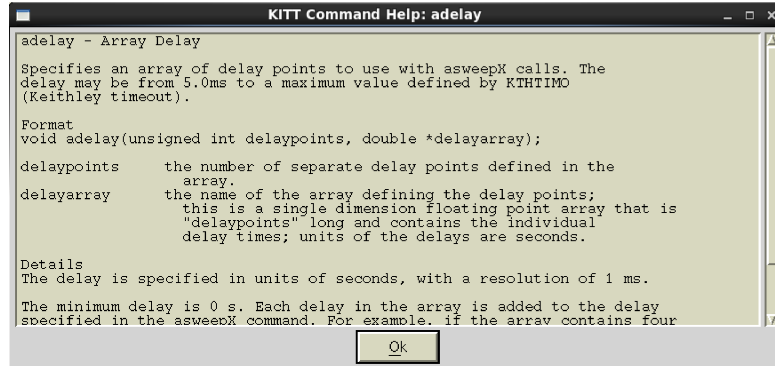 KITT Command Help: adelay
adelay - Array Delay
Specifies an array of delay points to use with asweepX calls. The
delay may be from 5.0ms to a maximum value defined by KTHTIMO
(Keithley timeout).
Format
void adelay(unsigned int delaypoints, double *delayarray);
delaypoints the number of separate delay points defined in the
array.
delayarray the name of the array defining the delay points;
this is a single dimension floating point array that is
"delaypoints" long and contains the individual
delay times; units of the delays are seconds.
Details
The delay is specified in units of seconds, with a resolution of 1 ms.
The minimum delay is 0 s. Each delay in the array is added to the delay
specified in the asweepX command. For example, if the array contains four
Ok